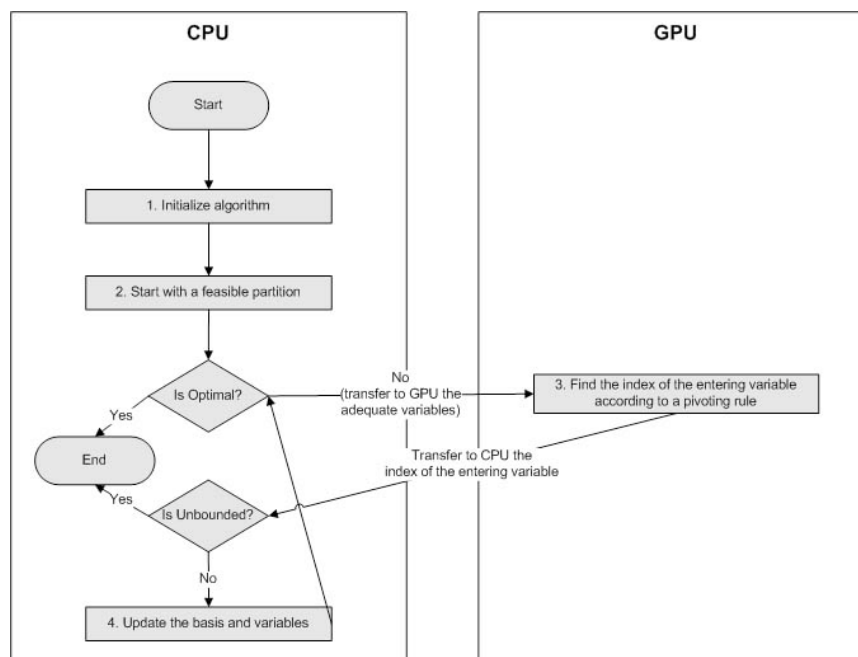 CPU
GPU
Start
1. Initialize algorithm
2. Start with a feasible partition
Is Optimal?
No
(transfer to GPU the
adequate variables)
3. Find the index of the entering variable
according to a pivoting rule
Yes
End
Transfer to CPU the
index of the entering variable
Yes
Is Unbounded?
No
4. Update the basis and variables